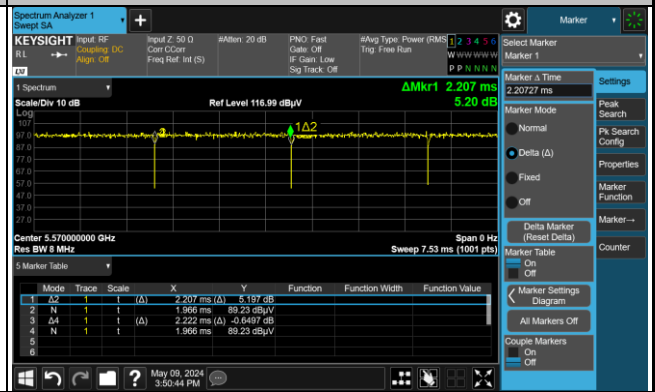 Spectrum Analyzer 1
Swept SA
Marker
KEYSIGHT
RL
LXI
Input: RF
Coupling: DC
Align: Off
Input Z: 50 Ω
Corr CCorr
Freq Ref: Int (S)
#Atten: 20 dB
PNO: Fast
Gate: Off
IF Gain: Low
Sig Track: Off
#Avg Type: Power (RMS
Trig: Free Run
1 2 3 4 5 6
W W W W W W
P P N N N N
Select Marker
Marker 1
1 Spectrum
ΔMkr1 2.207 ms
5.20 dB
Scale/Div 10 dB
Ref Level 116.99 dBµV
Log
107
97.0
87.0
77.0
67.0
57.0
47.0
37.0
27.0
1Δ2
Center 5.570000000 GHz
Res BW 8 MHz
Span 0 Hz
Sweep 7.53 ms (1001 pts)
5 Marker Table
Mode Trace Scale X Y Function Function Width Function Value
1 Δ2 1 t (Δ) 2.207 ms (Δ) 5.197 dB
2 N 1 t 1.966 ms 89.23 dBµV
3 Δ4 1 t (Δ) 2.222 ms (Δ) -0.6497 dB
4 N 1 t 1.966 ms 89.23 dBµV
5
6
Marker Δ Time
2.20727 ms
Marker Mode
Normal
Delta (Δ)
Fixed
Off
Delta Marker
(Reset Delta)
Marker Table
On
Off
Marker Settings
Diagram
All Markers Off
Couple Markers
On
Off
Settings
Peak
Search
Pk Search
Config
Properties
Marker
Function
Marker→
Counter
?
May 09, 2024
3:50:44 PM